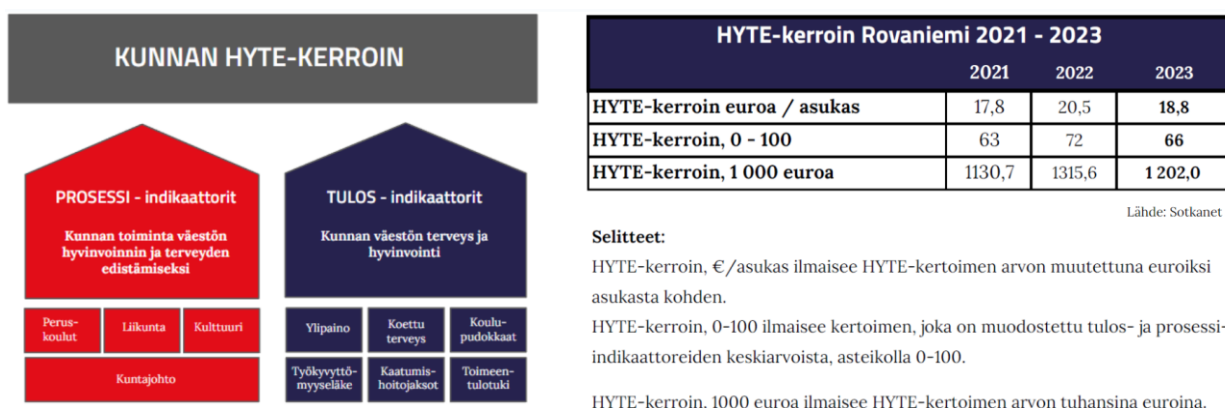 KUNNAN HYTE-KERROIN
PROSESSI - indikaattorit
Kunnan toiminta väestön
hyvinvoinnin ja terveyden
edistämiseksi
Perus-
koulut
Liikunta
Kulttuuri
Kuntajohto
TULOS - indikaattorit
Kunnan väestön terveys ja
hyvinvointi
Ylipaino
Koettu
terveys
Koulu-
pudokkaat
Työkyvyttö-
myyseläke
Kaatumis-
hoitojaksot
Toimeen-
tulotuki
HYTE-kerroin Rovaniemi 2021 - 2023
2021 2022 2023
HYTE-kerroin euroa / asukas 17,8 20,5 18,8
HYTE-kerroin, 0 - 100 63 72 66
HYTE-kerroin, 1 000 euroa 1130,7 1315,6 1 202,0
Lähde: Sotkanet
Selitteet:
HYTE-kerroin, €/asukas ilmaisee HYTE-kertoimen arvon muutettuna euroiksi
asukasta kohden.
HYTE-kerroin, 0-100 ilmaisee kertoimen, joka on muodostettu tulos- ja prosessi-
indikaattoreiden keskiarvoista, asteikolla 0-100.
HYTE-kerroin, 1000 euroa ilmaisee HYTE-kertoimen arvon tuhansina euroina.